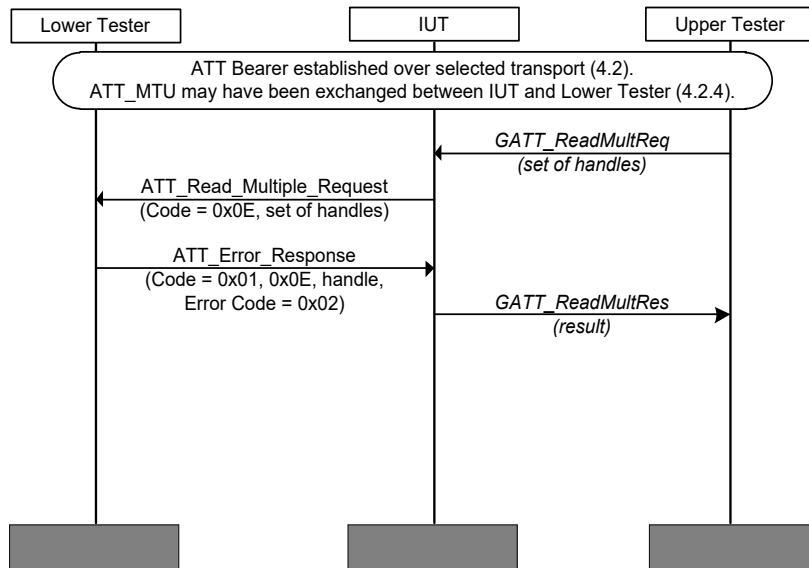 Lower Tester
IUT
Upper Tester
ATT Bearer established over selected transport (4.2).
ATT_MTU may have been exchanged between IUT and Lower Tester (4.2.4).
GATT_ReadMultReq
(set of handles)
ATT_Read_Multiple_Request
(Code = 0x0E, set of handles)
ATT_Error_Response
(Code = 0x01, 0x0E, handle,
Error Code = 0x02)
GATT_ReadMultRes
(result)